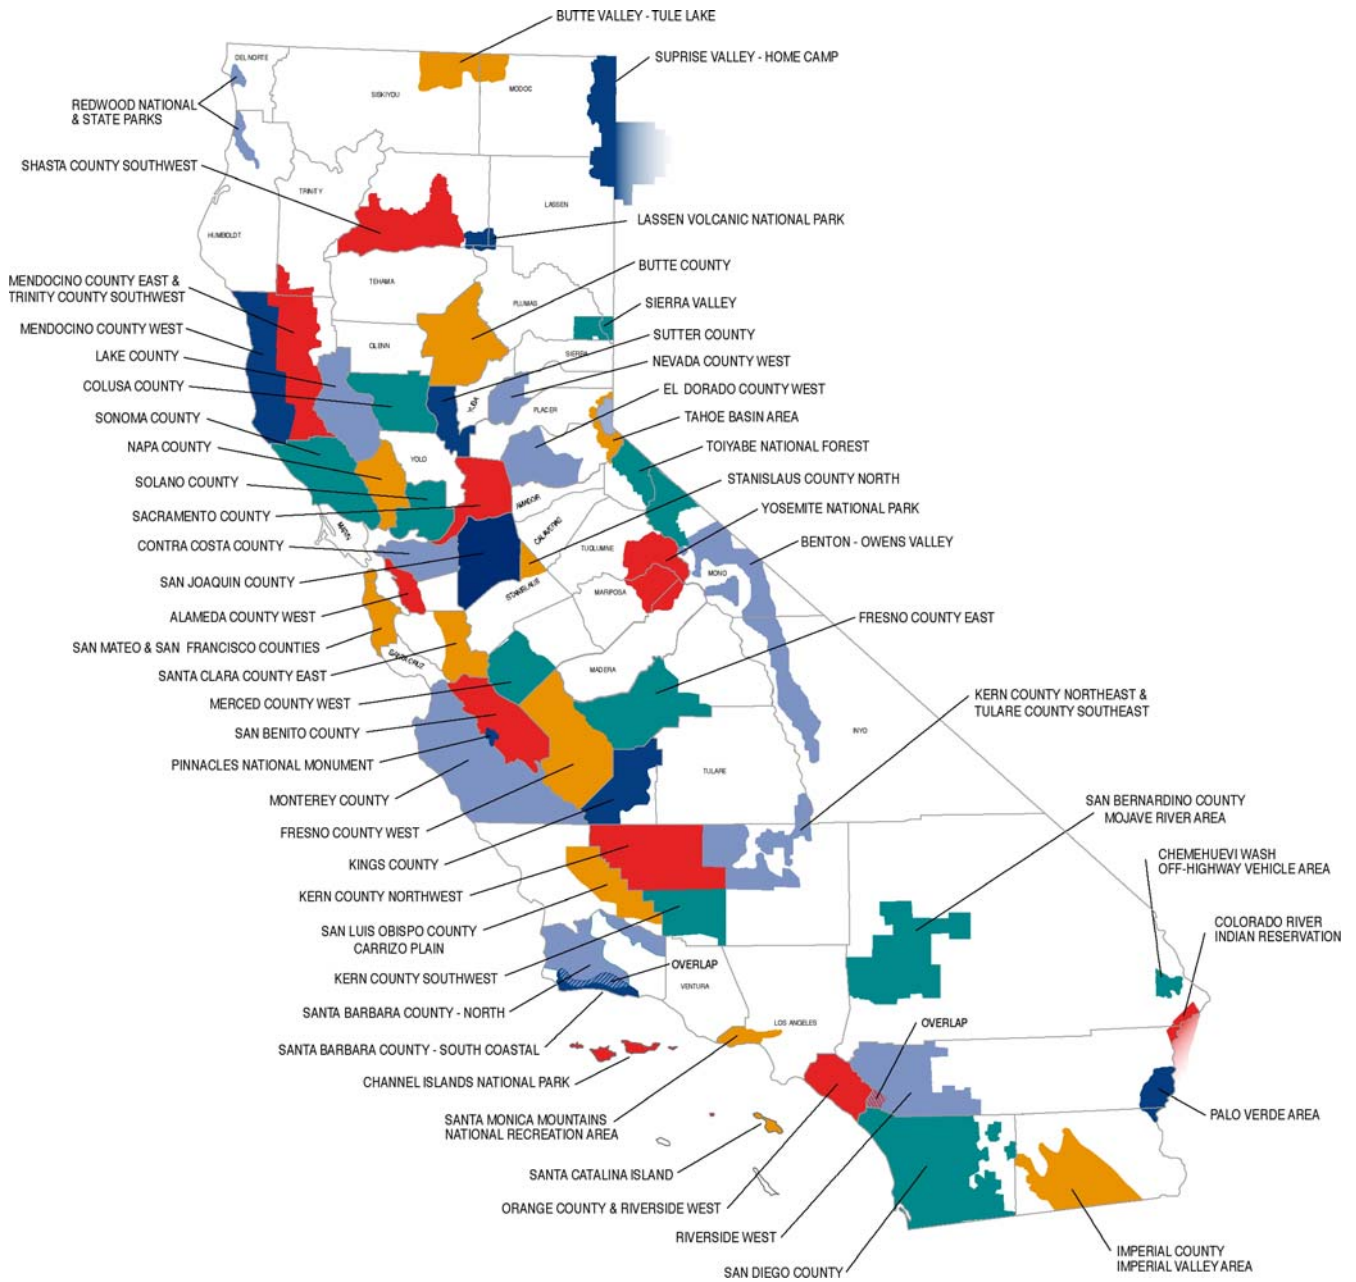 BUTTE VALLEY - TULE LAKE
SUPRISE VALLEY - HOME CAMP
DEL NORTE
SISKIYOU
MODOC
REDWOOD NATIONAL
& STATE PARKS
SHASTA COUNTY SOUTHWEST
TRINITY
LASSEN
HUMBOLDT
LASSEN VOLCANIC NATIONAL PARK
BUTTE COUNTY
MENDOCINO COUNTY EAST &
TRINITY COUNTY SOUTHWEST
TEHAMA
PLUMAS
SIERRA VALLEY
MENDOCINO COUNTY WEST
SUTTER COUNTY
GLENN
SIERRA
LAKE COUNTY
NEVADA COUNTY WEST
COLUSA COUNTY
EL DORADO COUNTY WEST
YUBA
PLACER
SONOMA COUNTY
TAHOE BASIN AREA
NAPA COUNTY
TOIYABE NATIONAL FOREST
YOLO
SOLANO COUNTY
STANISLAUS COUNTY NORTH
AMADOR
SACRAMENTO COUNTY
YOSEMITE NATIONAL PARK
MARIN
CALAVERAS
CONTRA COSTA COUNTY
TUOLUMNE
BENTON - OWENS VALLEY
SAN JOAQUIN COUNTY
MONO
STANISLAUS
MARIPOSA
ALAMEDA COUNTY WEST
FRESNO COUNTY EAST
SAN MATEO & SAN FRANCISCO COUNTIES
SANTA CRUZ
SANTA CLARA COUNTY EAST
MADERA
MERCED COUNTY WEST
KERN COUNTY NORTHEAST &
TULARE COUNTY SOUTHEAST
SAN BENITO COUNTY
INYO
PINNACLES NATIONAL MONUMENT
TULARE
MONTEREY COUNTY
SAN BERNARDINO COUNTY
MOJAVE RIVER AREA
FRESNO COUNTY WEST
KINGS COUNTY
CHEMEHUEVI WASH
OFF-HIGHWAY VEHICLE AREA
KERN COUNTY NORTHWEST
COLORADO RIVER
INDIAN RESERVATION
SAN LUIS OBISPO COUNTY
CARRIZO PLAIN
KERN COUNTY SOUTHWEST
OVERLAP
VENTURA
SANTA BARBARA COUNTY - NORTH
LOS ANGELES
OVERLAP
SANTA BARBARA COUNTY - SOUTH COASTAL
CHANNEL ISLANDS NATIONAL PARK
SANTA MONICA MOUNTAINS
NATIONAL RECREATION AREA
PALO VERDE AREA
SANTA CATALINA ISLAND
ORANGE COUNTY & RIVERSIDE WEST
RIVERSIDE WEST
SAN DIEGO COUNTY
IMPERIAL COUNTY
IMPERIAL VALLEY AREA